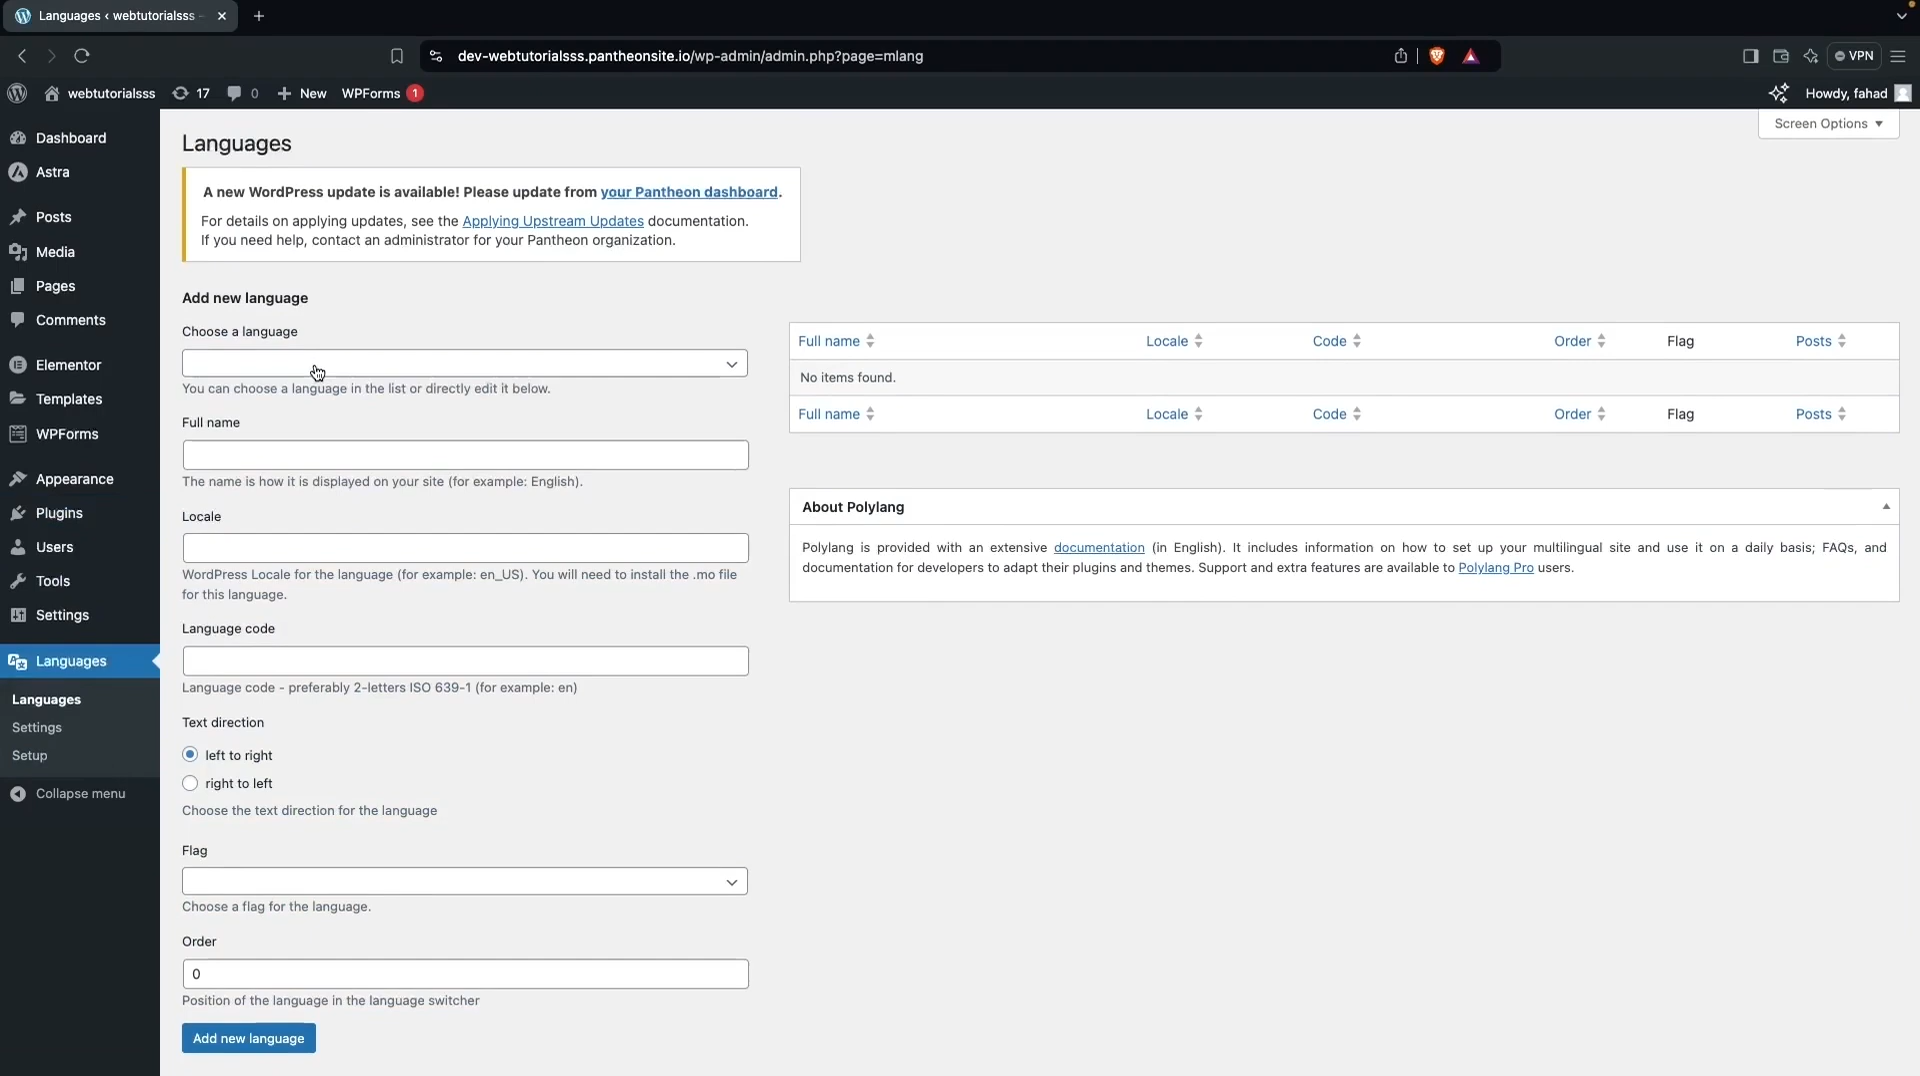 Languages ‹ webtutorialsss –
dev-webtutorialsss.pantheonsite.io/wp-admin/admin.php?page=mlang
VPN
webtutorialsss
17
0
New
WPForms 1
Howdy, fahad
Screen Options
Dashboard
Astra
Posts
Media
Pages
Comments
Elementor
Templates
WPForms
Appearance
Plugins
Users
Tools
Settings
Languages
Languages
Settings
Setup
Collapse menu
Languages
A new WordPress update is available! Please update from your Pantheon dashboard.
For details on applying updates, see the Applying Upstream Updates documentation.
If you need help, contact an administrator for your Pantheon organization.
Add new language
Choose a language
You can choose a language in the list or directly edit it below.
Full name
The name is how it is displayed on your site (for example: English).
Locale
WordPress Locale for the language (for example: en_US). You will need to install the .mo file
for this language.
Language code
Language code - preferably 2-letters ISO 639-1 (for example: en)
Text direction
left to right
right to left
Choose the text direction for the language
Flag
Choose a flag for the language.
Order
0
Position of the language in the language switcher
Add new language
Full name Locale Code Order Flag Posts
No items found.
Full name Locale Code Order Flag Posts
About Polylang
Polylang is provided with an extensive documentation (in English). It includes information on how to set up your multilingual site and use it on a daily basis; FAQs, and
documentation for developers to adapt their plugins and themes. Support and extra features are available to Polylang Pro users.